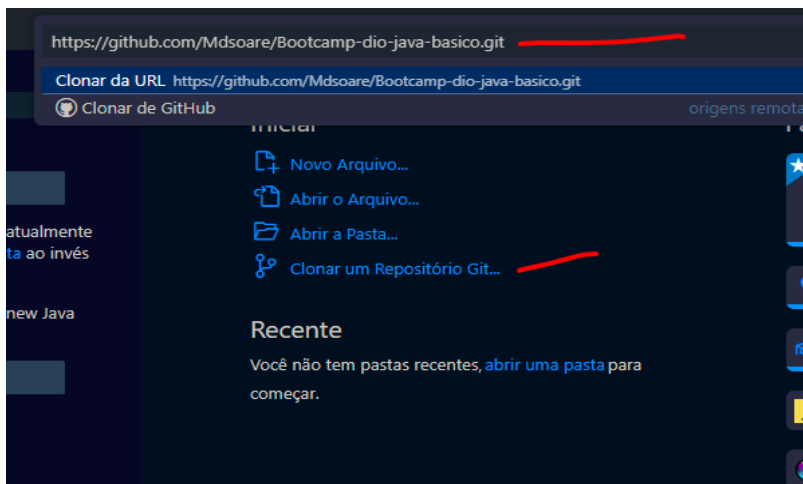 https://github.com/Mdsoare/Bootcamp-dio-java-basico.git
Clonar da URL https://github.com/Mdsoare/Bootcamp-dio-java-basico.git
Clonar de GitHub origens remota
Iniciar
Novo Arquivo...
Abrir o Arquivo...
atualmente
Abrir a Pasta...
ta ao invés
Clonar um Repositório Git...
new Java
Recente
Você não tem pastas recentes, abrir uma pasta para
começar.